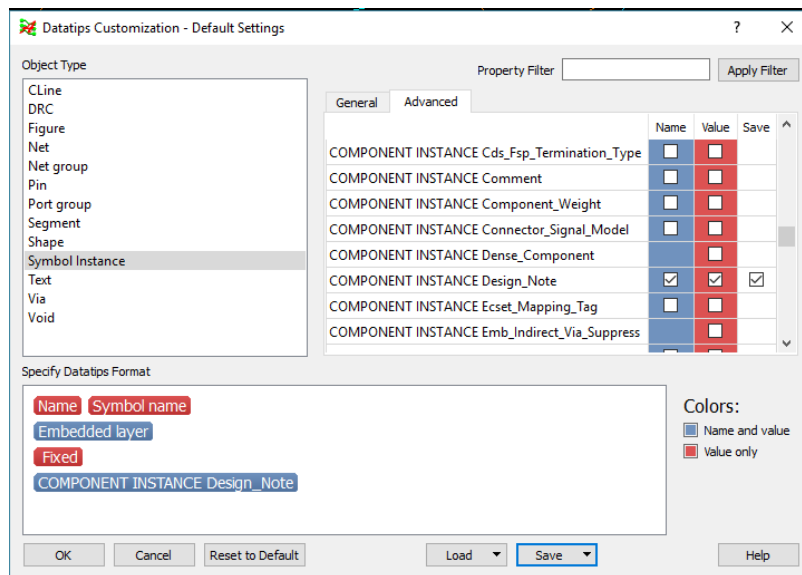 Datatips Customization - Default Settings
?
Object Type
Property Filter
Apply Filter
CLine
DRC
Figure
Net
Net group
Pin
Port group
Segment
Shape
Symbol Instance
Text
Via
Void
General Advanced
Name Value Save
COMPONENT INSTANCE Cds_Fsp_Termination_Type
COMPONENT INSTANCE Comment
COMPONENT INSTANCE Component_Weight
COMPONENT INSTANCE Connector_Signal_Model
COMPONENT INSTANCE Dense_Component
COMPONENT INSTANCE Design_Note
COMPONENT INSTANCE Ecset_Mapping_Tag
COMPONENT INSTANCE Emb_Indirect_Via_Suppress
Specify Datatips Format
Name Symbol name
Embedded layer
Fixed
COMPONENT INSTANCE Design_Note
Colors:
Name and value
Value only
OK Cancel Reset to Default Load Save Help